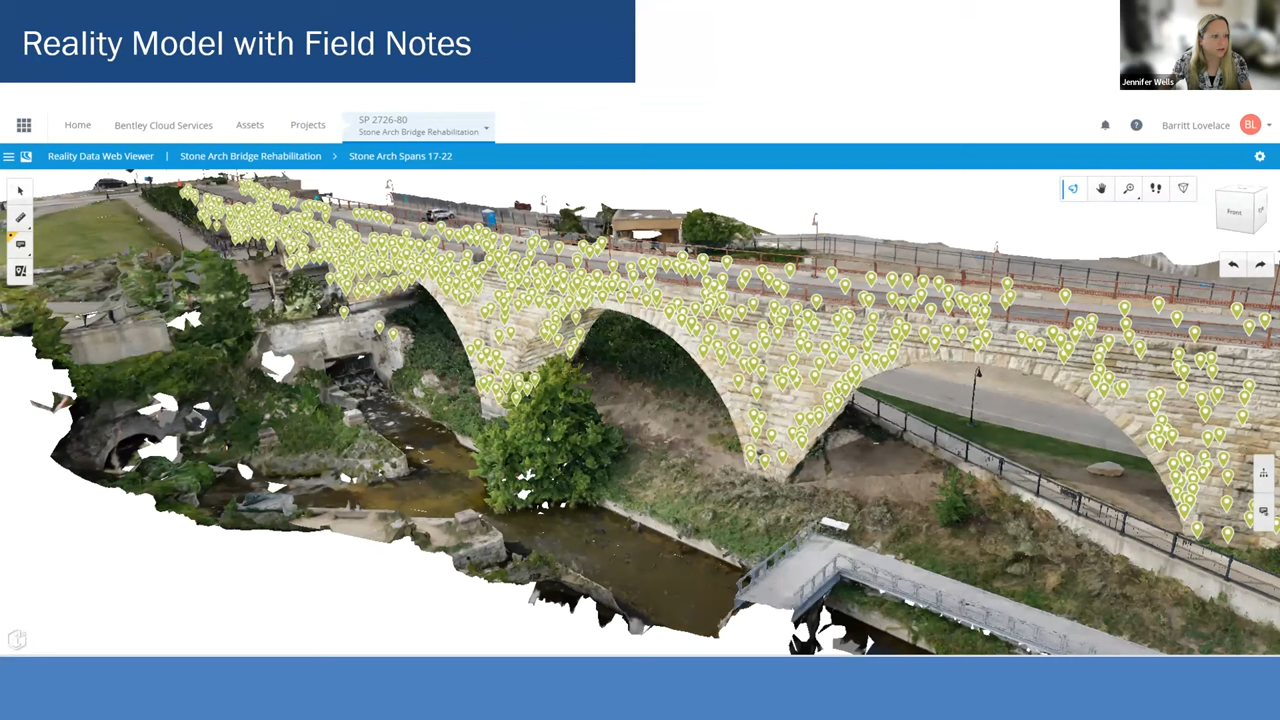 Reality Model with Field Notes
Jennifer Wells
Home
Bentley Cloud Services
Assets
Projects
SP 2726-80
Stone Arch Bridge Rehabilitation
Barritt Lovelace
BL
Reality Data Web Viewer | Stone Arch Bridge Rehabilitation > Stone Arch Spans 17-22
Front